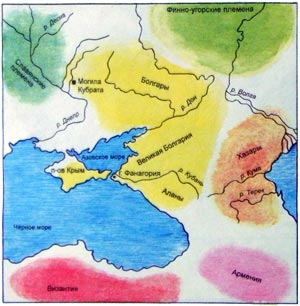 Финно-угорские племена
р. Десна
Славянские
племена
Могила
Кубрата
Болгары
р. Дон
р. Волга
р. Днепр
Азовское море
Великая Болгария
Хазары
п-ов Крым
г. Фанагория
р. Кубань
р. Кума
Аланы
р. Терек
Чёрное море
Византия
Армения